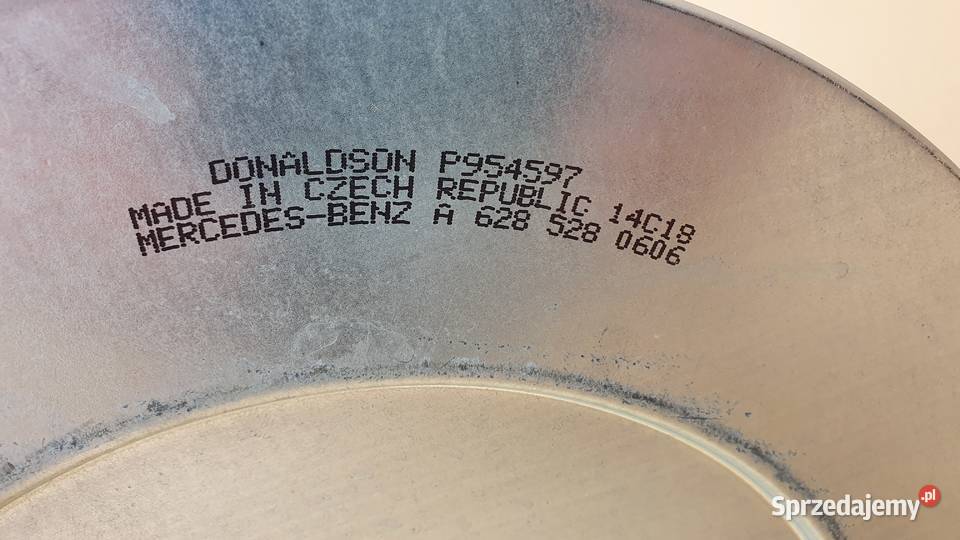 DONALDSON P954597
MADE IN CZECH REPUBLIC 14C18
MERCEDES-BENZ A 628 528 0606
Sprzedajemy.pl